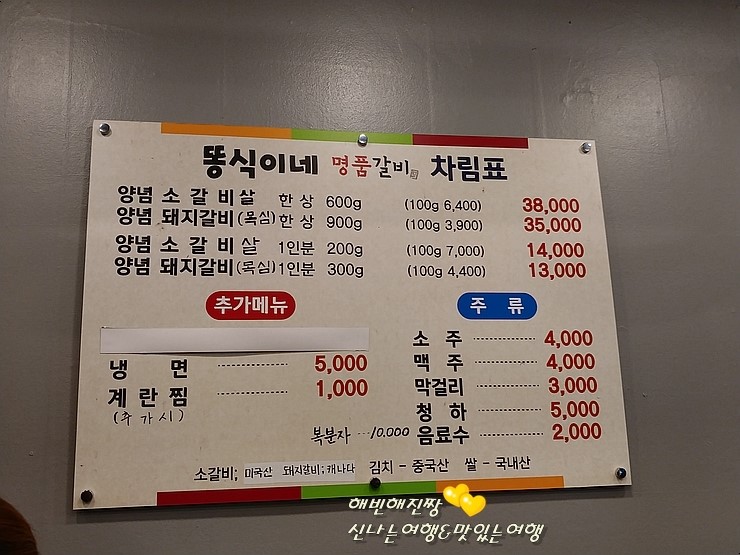 똥식이네 명품갈비 차림표
양념 소 갈 비 살 한 상 600g (100g 6,400) 38,000
양념 돼지갈비(목심) 한 상 900g (100g 3,900) 35,000
양념 소 갈 비 살 1인분 200g (100g 7,000) 14,000
양념 돼지갈비(목심) 1인분 300g (100g 4,400) 13,000
추가메뉴
냉 면 5,000
계 란 찜 1,000
(추가시)
복분자 10,000
주 류
소 주 4,000
맥 주 4,000
막걸리 3,000
청 하 5,000
음료수 2,000
소갈비; 미국산 돼지갈비; 캐나다 김치 - 중국산 쌀 - 국내산
해빈해진짱
신나는여행&맛있는여행